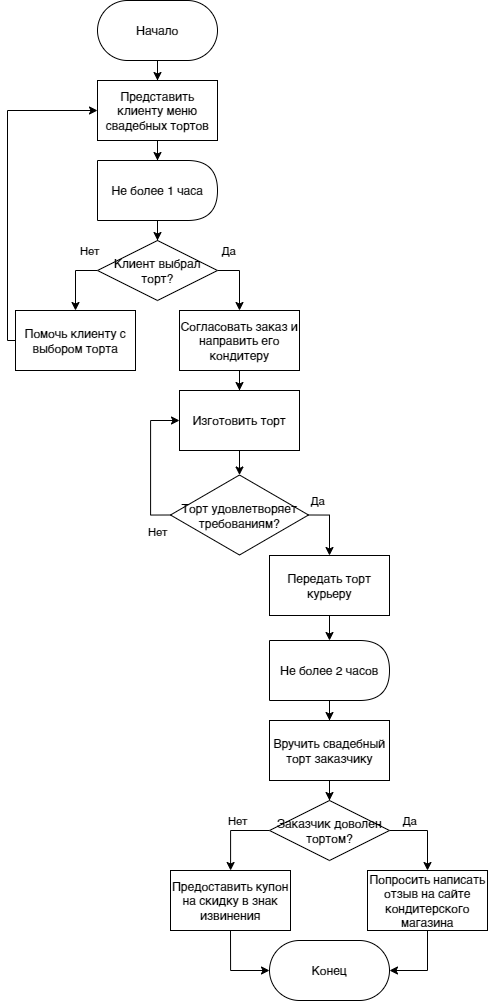 Начало
Представить
клиенту меню
свадебных тортов
Не более 1 часа
Нет
Да
Клиент выбрал
торт?
Помочь клиенту с
выбором торта
Согласовать заказ и
направить его
кондитеру
Изготовить торт
Торт удовлетворяет
требованиям?
Да
Нет
Передать торт
курьеру
Не более 2 часов
Вручить свадебный
торт заказчику
Нет
Да
Заказчик доволен
тортом?
Предоставить купон
на скидку в знак
извинения
Попросить написать
отзыв на сайте
кондитерского
магазина
Конец